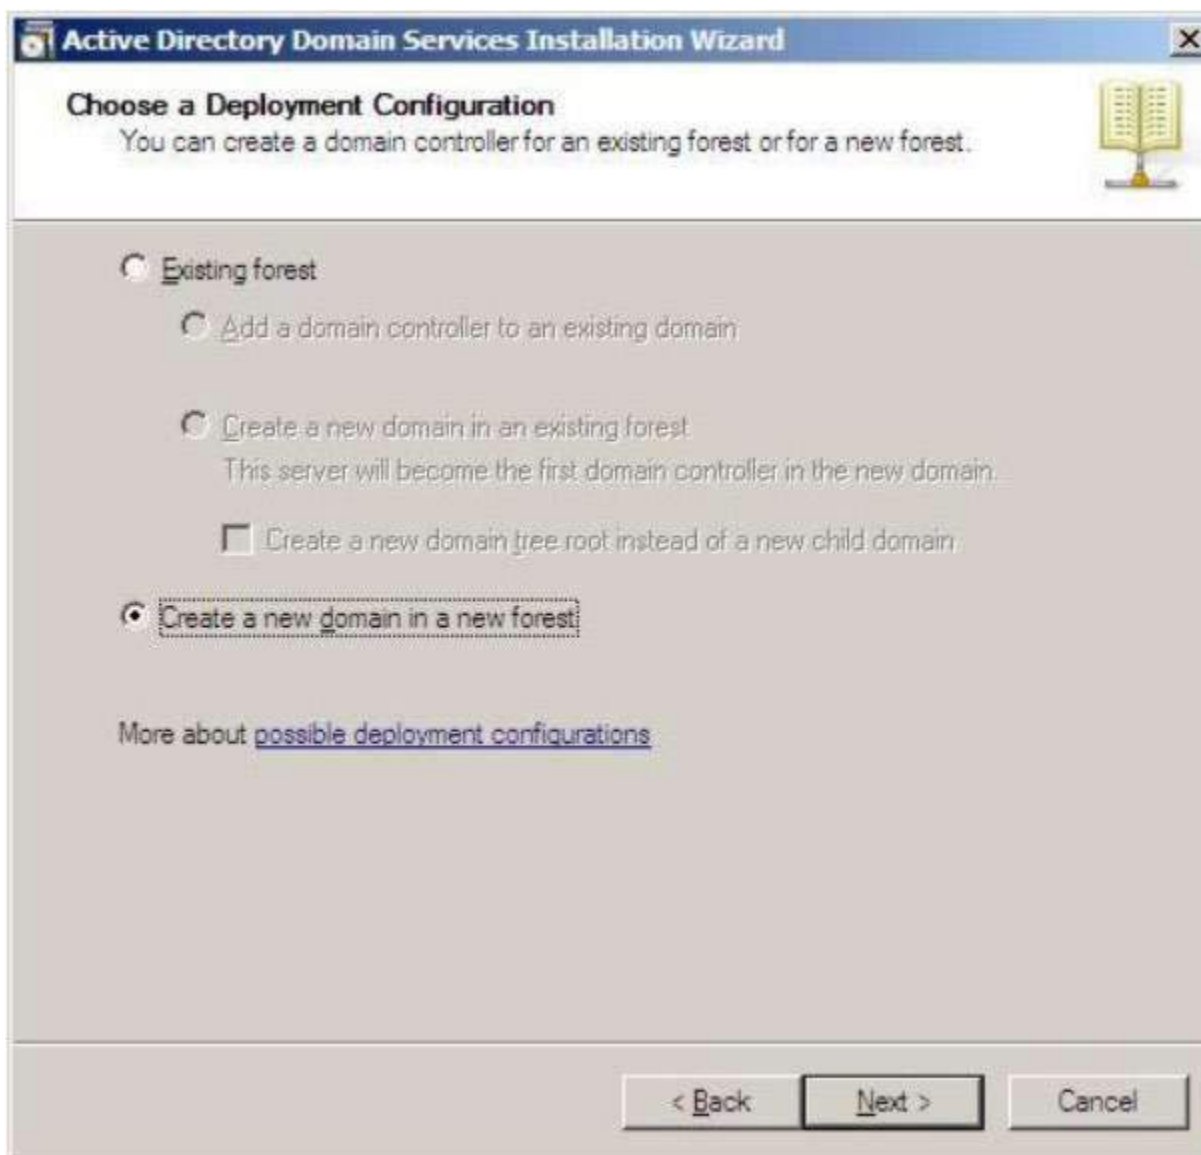 Active Directory Domain Services Installation Wizard
Choose a Deployment Configuration
You can create a domain controller for an existing forest or for a new forest.
Existing forest
Add a domain controller to an existing domain
Create a new domain in an existing forest
This server will become the first domain controller in the new domain.
Create a new domain tree root instead of a new child domain
Create a new domain in a new forest
More about possible deployment configurations
< Back Next > Cancel